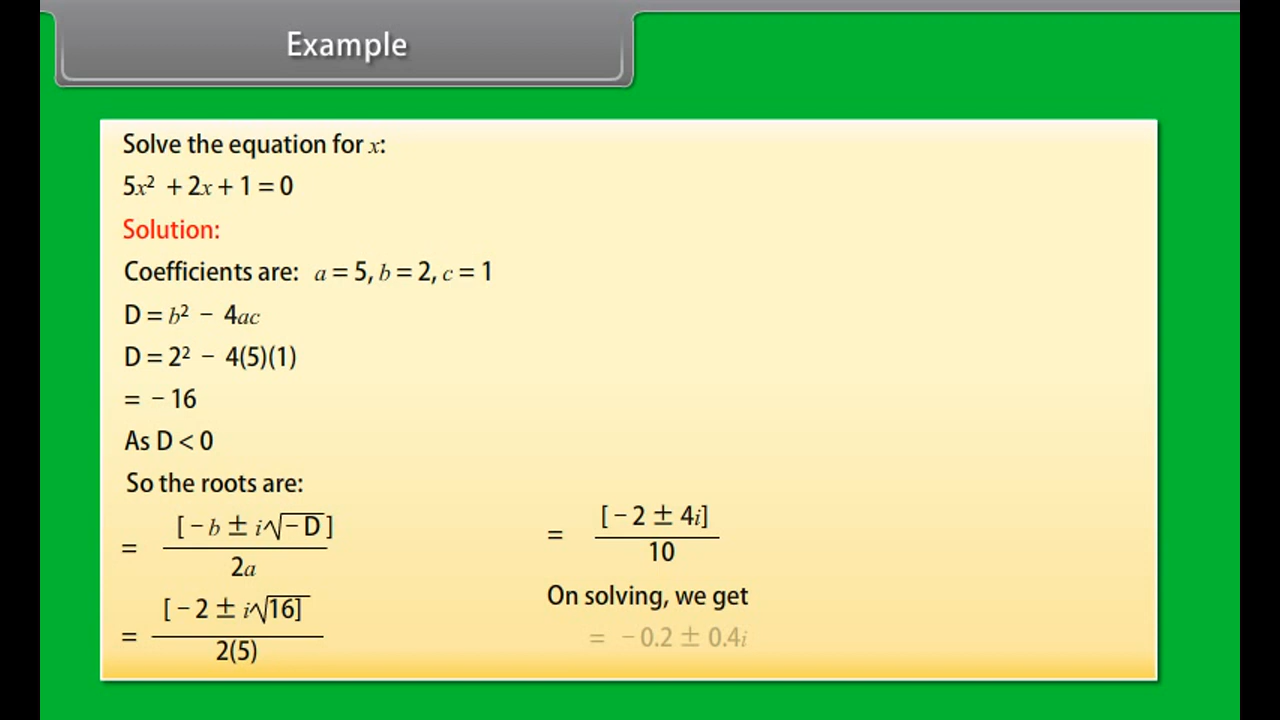 Example
Solve the equation for x:
5x² + 2x + 1 = 0
Solution:
Coefficients are: a = 5, b = 2, c = 1
D = b² − 4ac
D = 2² − 4(5)(1)
= − 16
As D < 0
So the roots are:
= [ − b ± i√−D ] / 2a
= [ − 2 ± i√16 ] / 2(5)
= [ − 2 ± 4i ] / 10
On solving, we get
= − 0.2 ± 0.4i